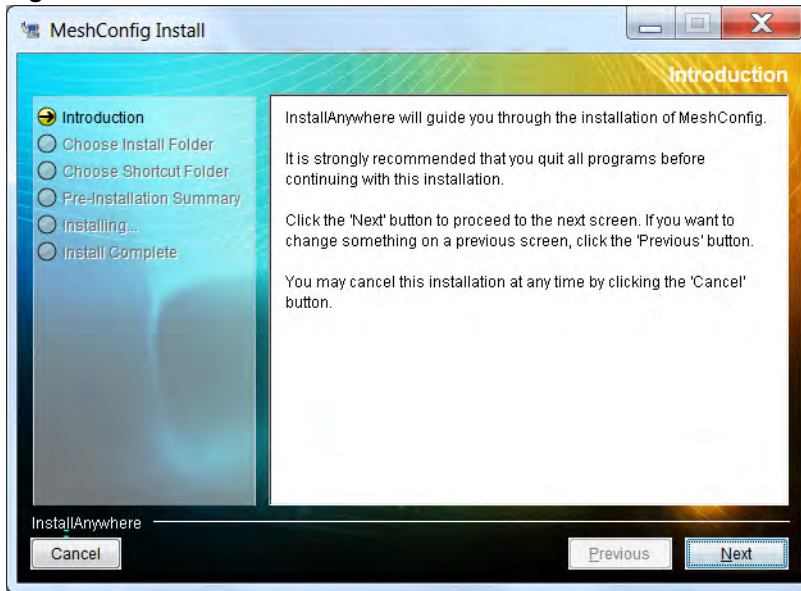 MeshConfig Install
Introduction
Introduction
Choose Install Folder
Choose Shortcut Folder
Pre-Installation Summary
Installing...
Install Complete
InstallAnywhere will guide you through the installation of MeshConfig.
It is strongly recommended that you quit all programs before
continuing with this installation.
Click the 'Next' button to proceed to the next screen. If you want to
change something on a previous screen, click the 'Previous' button.
You may cancel this installation at any time by clicking the 'Cancel'
button.
InstallAnywhere
Cancel
Previous
Next